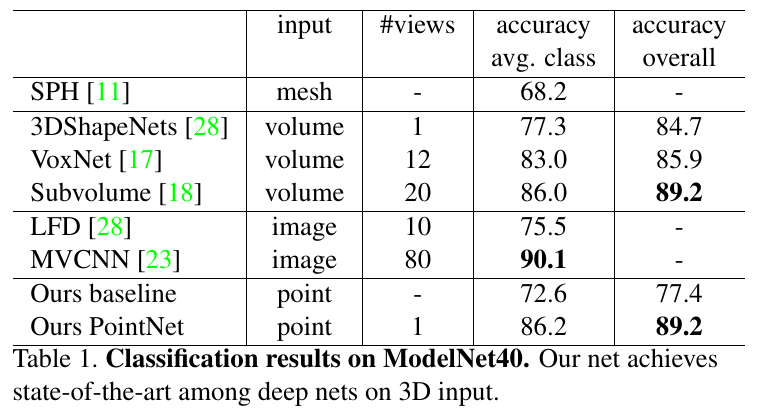 input #views accuracy accuracy
avg. class overall
SPH [11] mesh - 68.2 -
3DShapeNets [28] volume 1 77.3 84.7
VoxNet [17] volume 12 83.0 85.9
Subvolume [18] volume 20 86.0 89.2
LFD [28] image 10 75.5 -
MVCNN [23] image 80 90.1 -
Ours baseline point - 72.6 77.4
Ours PointNet point 1 86.2 89.2
Table 1. Classification results on ModelNet40. Our net achieves
state-of-the-art among deep nets on 3D input.